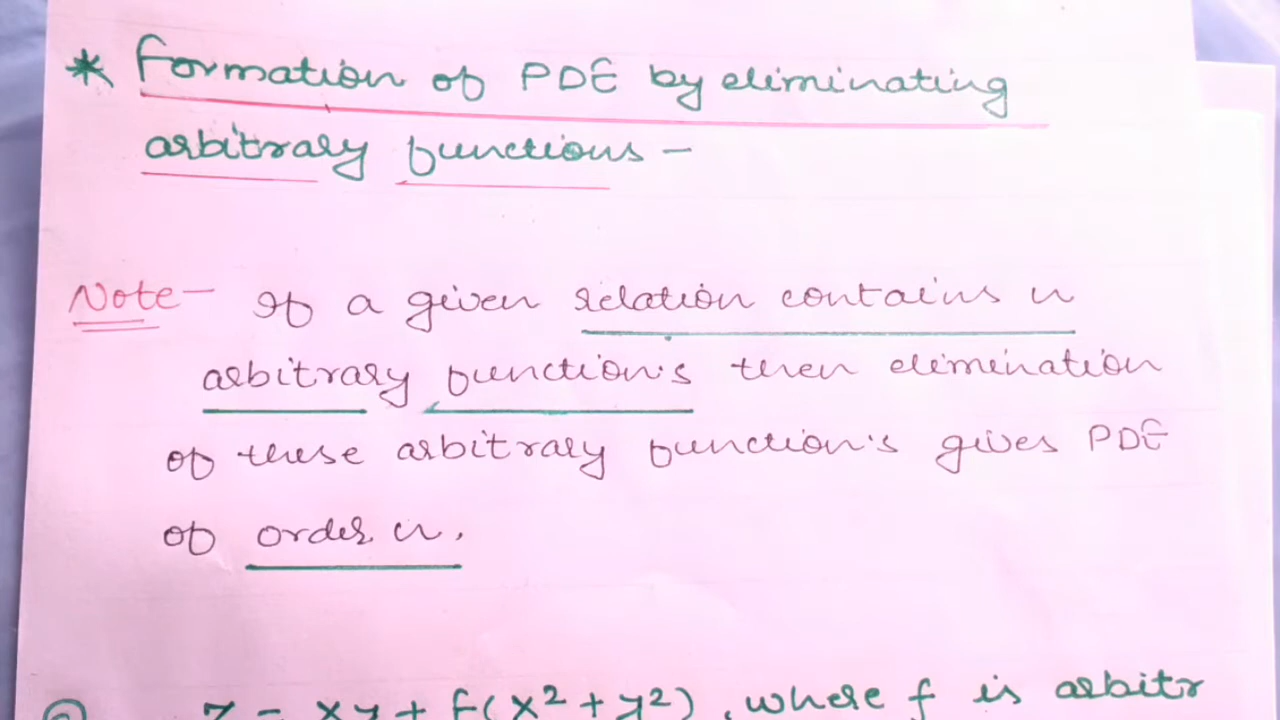 * Formation of PDE by eliminating
arbitrary functions -
Note - If a given relation contains n
arbitrary function's then elimination
of these arbitrary function's gives PDE
of order n.
z = xy + f(x² + y²), where f is arbitr